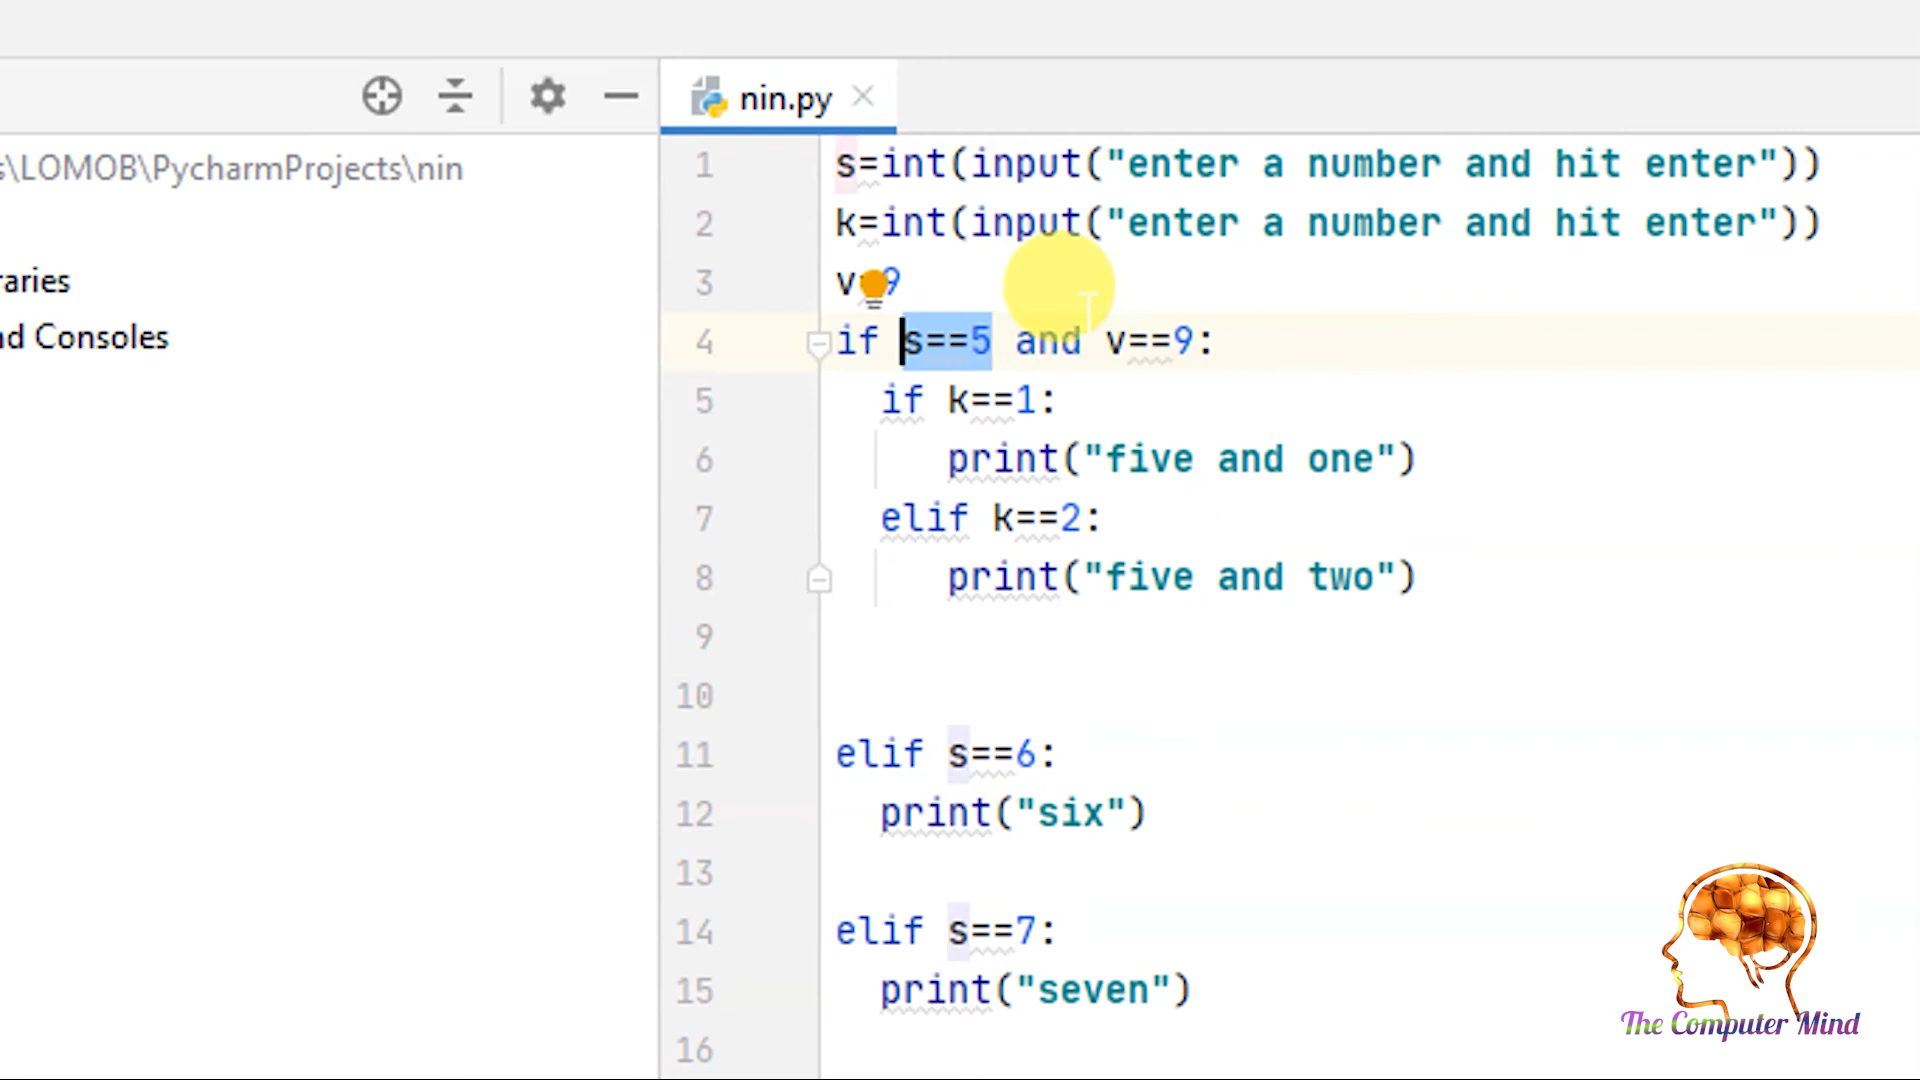 nin.py
s\LOMOB\PycharmProjects\nin
raries
nd Consoles
1 s=int(input("enter a number and hit enter"))
2 k=int(input("enter a number and hit enter"))
3 v 9
4 if s==5 and v==9:
5 if k==1:
6 print("five and one")
7 elif k==2:
8 print("five and two")
9
10
11 elif s==6:
12 print("six")
13
14 elif s==7:
15 print("seven")
16
The Computer Mind